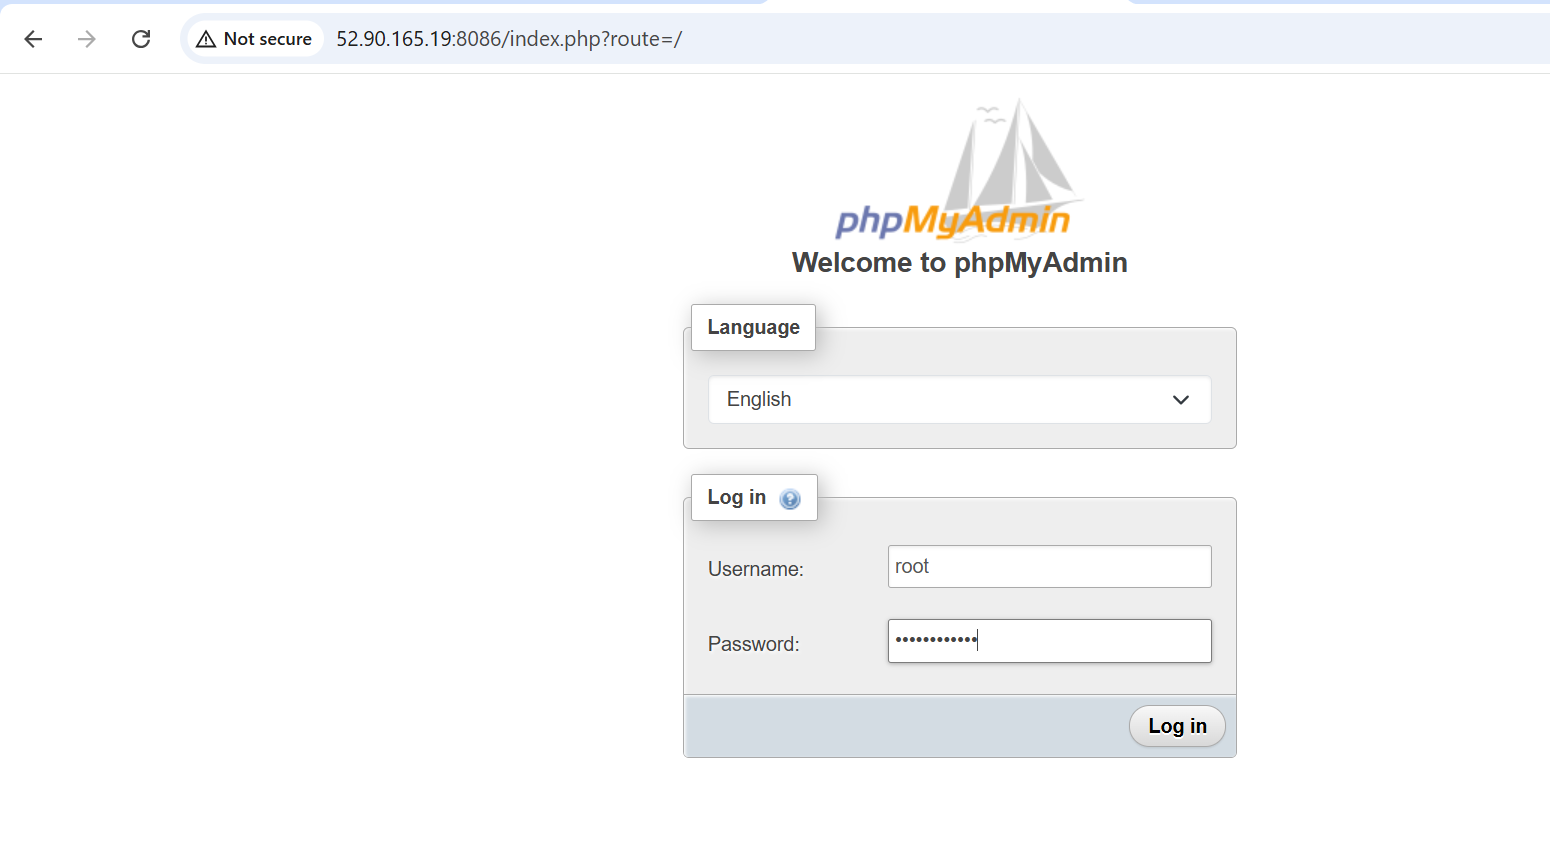 Not secure
52.90.165.19:8086/index.php?route=/
phpMyAdmin
Welcome to phpMyAdmin
Language
English
Log in
Username:
root
Password:
••••••••••••
Log in